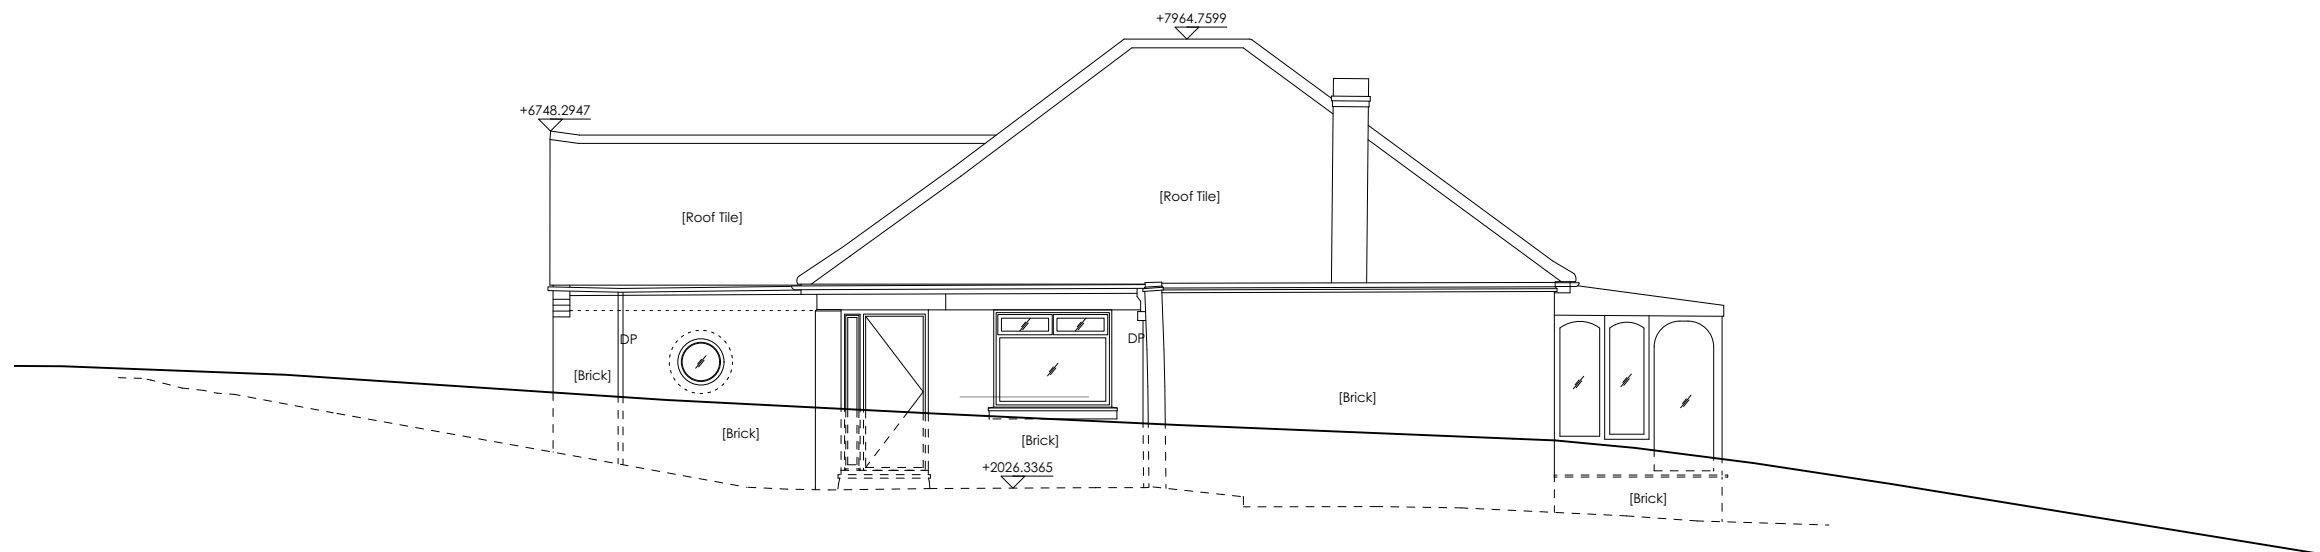 +7964.7599
+6748.2947
[Roof Tile]
[Roof Tile]
DP
DP
[Brick]
[Brick]
[Brick]
[Brick]
+2026.3365
[Brick]